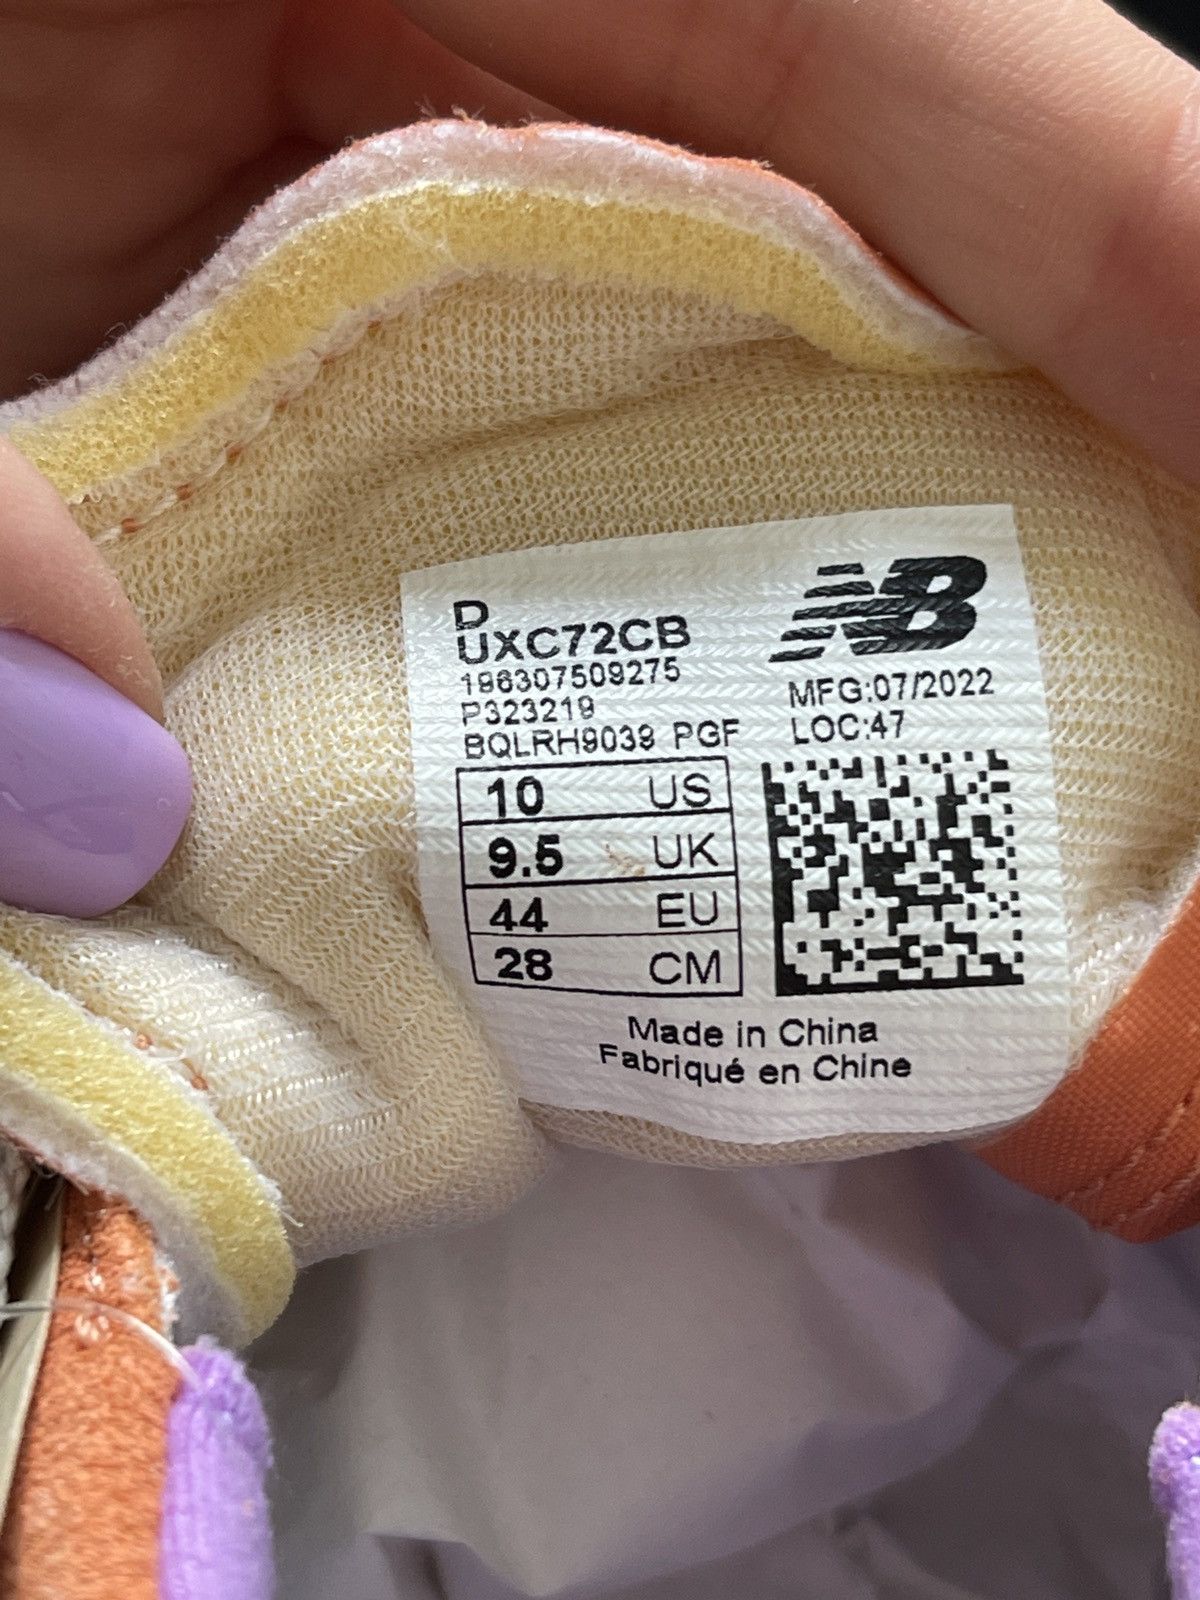 D
UXC72CB
196307509275
P323219
BQLRH9039 PGF
NB
MFG:07/2022
LOC:47
10 US
9.5 UK
44 EU
28 CM
Made in China
Fabriqué en Chine